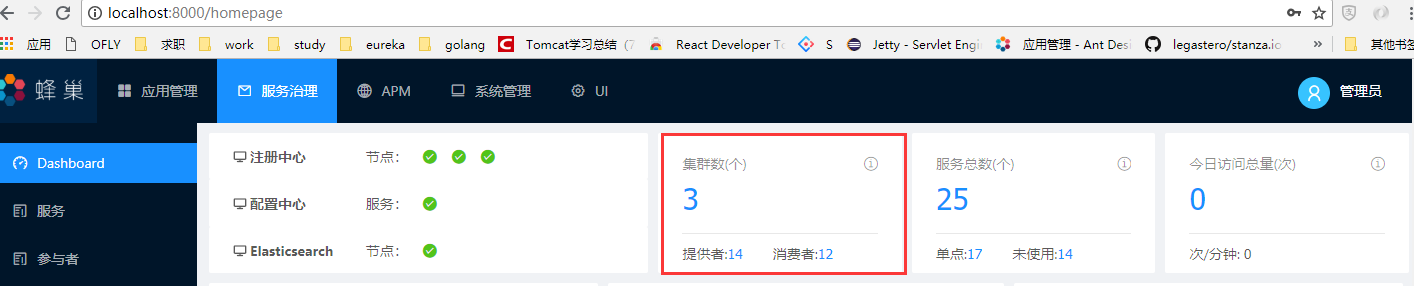 localhost:8000/homepage
应用 OFLY 求职 work study eureka golang Tomcat学习总结（7 React Developer To S Jetty - Servlet Engi 应用管理 - Ant Desi legastero/stanza.io » 其他书签
蜂巢 应用管理 服务治理 APM 系统管理 UI 管理员
Dashboard
服务
参与者
注册中心 节点：
配置中心 服务：
Elasticsearch 节点：
集群数(个)
3
提供者:14 消费者:12
服务总数(个)
25
单点:17 未使用:14
今日访问总量(次)
0
次/分钟: 0